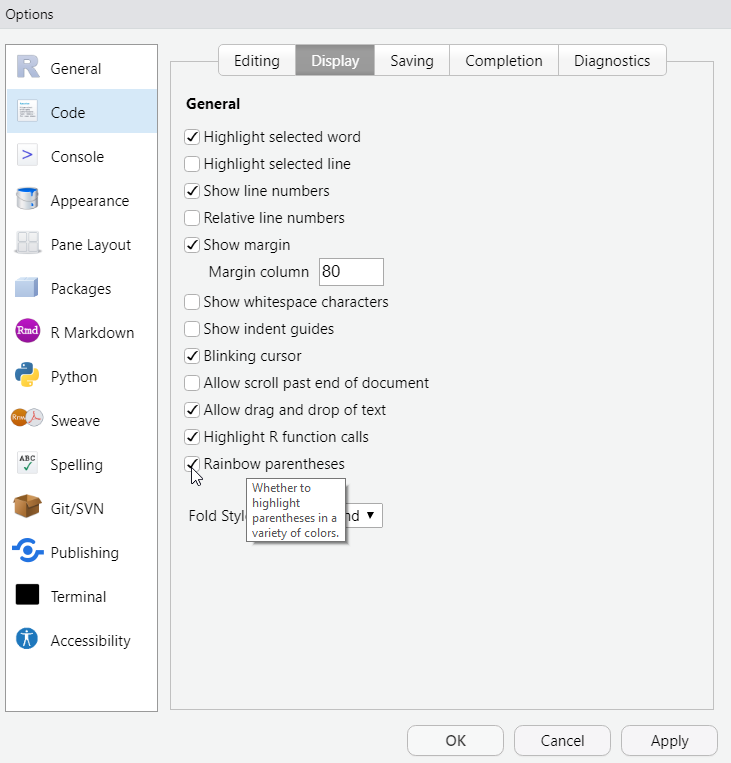 Options
General
Code
Console
Appearance
Pane Layout
Packages
Rmd
R Markdown
Python
Sweave
ABC
Spelling
Git/SVN
Publishing
Terminal
Accessibility
Editing
Display
Saving
Completion
Diagnostics
General
Highlight selected word
Highlight selected line
Show line numbers
Relative line numbers
Show margin
Margin column 80
Show whitespace characters
Show indent guides
Blinking cursor
Allow scroll past end of document
Allow drag and drop of text
Highlight R function calls
Rainbow parentheses
Whether to
highlight
parentheses in a
variety of colors.
Fold
OK
Cancel
Apply